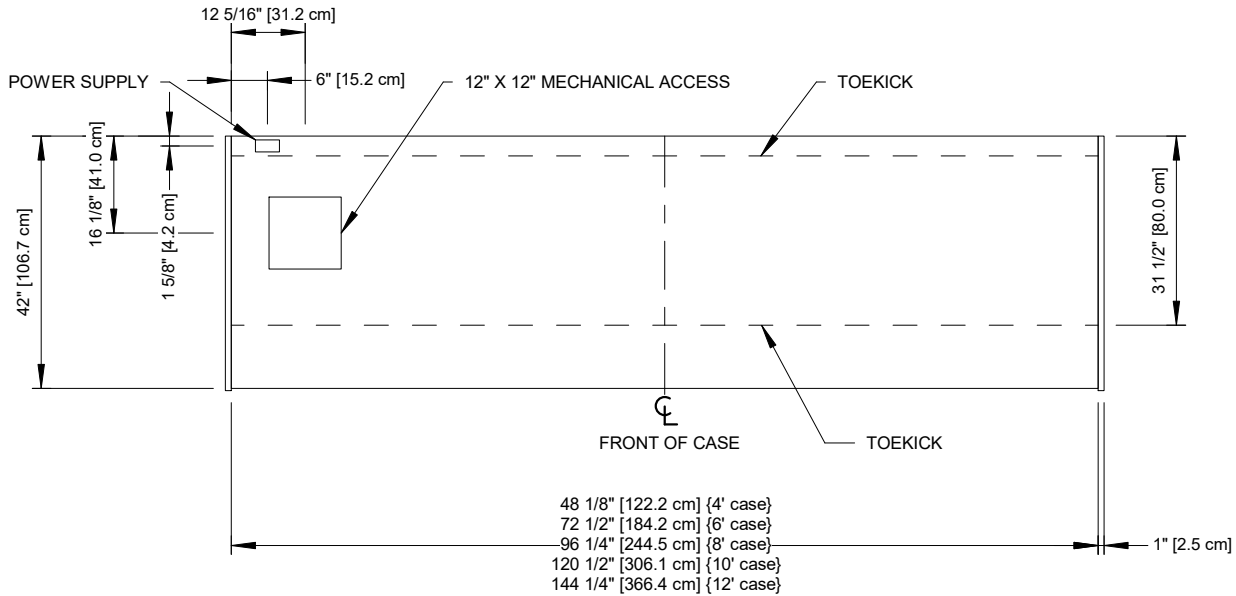 12 5/16" [31.2 cm]
6" [15.2 cm]
POWER SUPPLY
12" X 12" MECHANICAL ACCESS
TOEKICK
42" [106.7 cm]
16 1/8" [41.0 cm]
1 5/8" [4.2 cm]
31 1/2" [80.0 cm]
℄
FRONT OF CASE
TOEKICK
48 1/8" [122.2 cm] {4' case}
72 1/2" [184.2 cm] {6' case}
96 1/4" [244.5 cm] {8' case}
120 1/2" [306.1 cm] {10' case}
144 1/4" [366.4 cm] {12' case}
1" [2.5 cm]